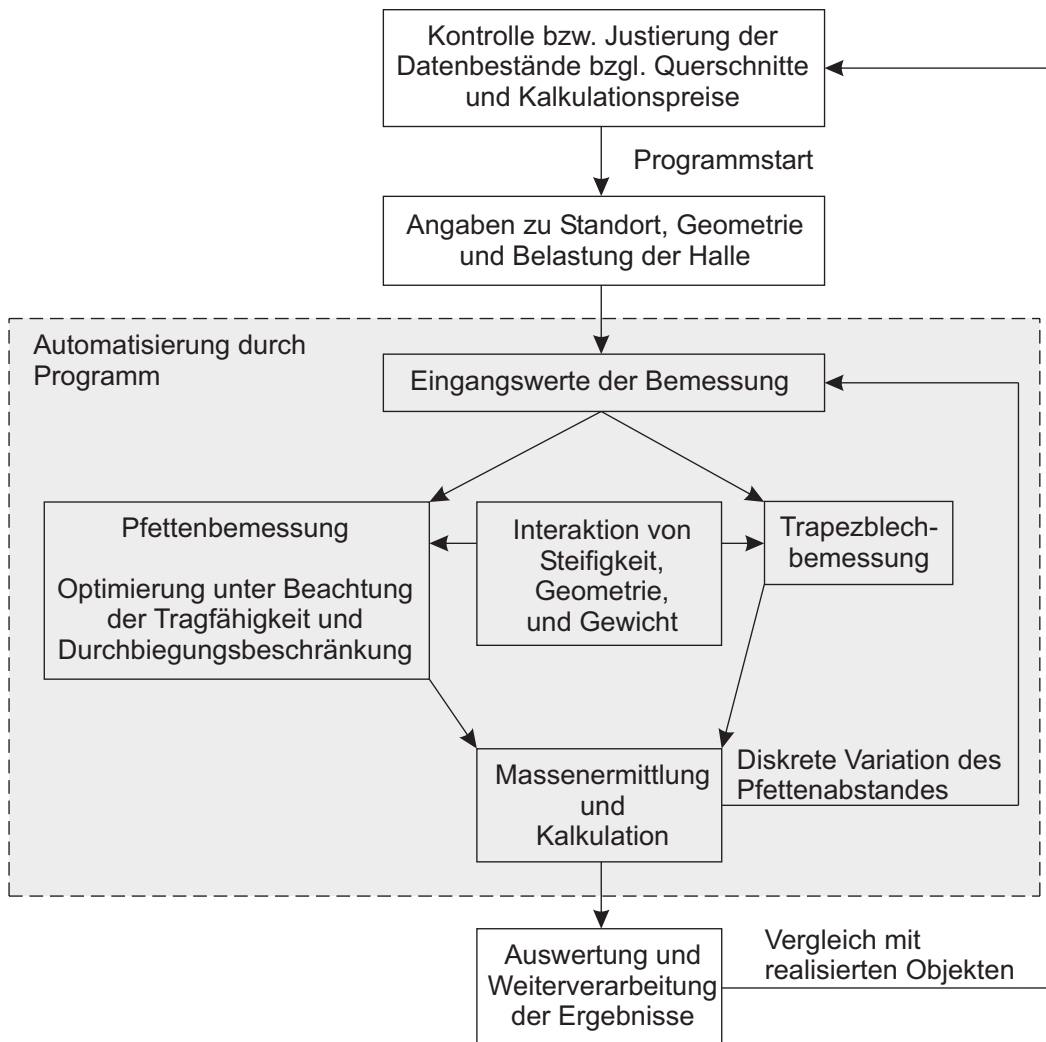 Kontrolle bzw. Justierung der
Datenbestände bzgl. Querschnitte
und Kalkulationspreise
Programmstart
Angaben zu Standort, Geometrie
und Belastung der Halle
Automatisierung durch
Programm
Eingangswerte der Bemessung
Pfettenbemessung
Optimierung unter Beachtung
der Tragfähigkeit und
Durchbiegungsbeschränkung
Interaktion von
Steifigkeit,
Geometrie,
und Gewicht
Trapezblech-
bemessung
Massenermittlung
und
Kalkulation
Diskrete Variation des
Pfettenabstandes
Auswertung und
Weiterverarbeitung
der Ergebnisse
Vergleich mit
realisierten Objekten